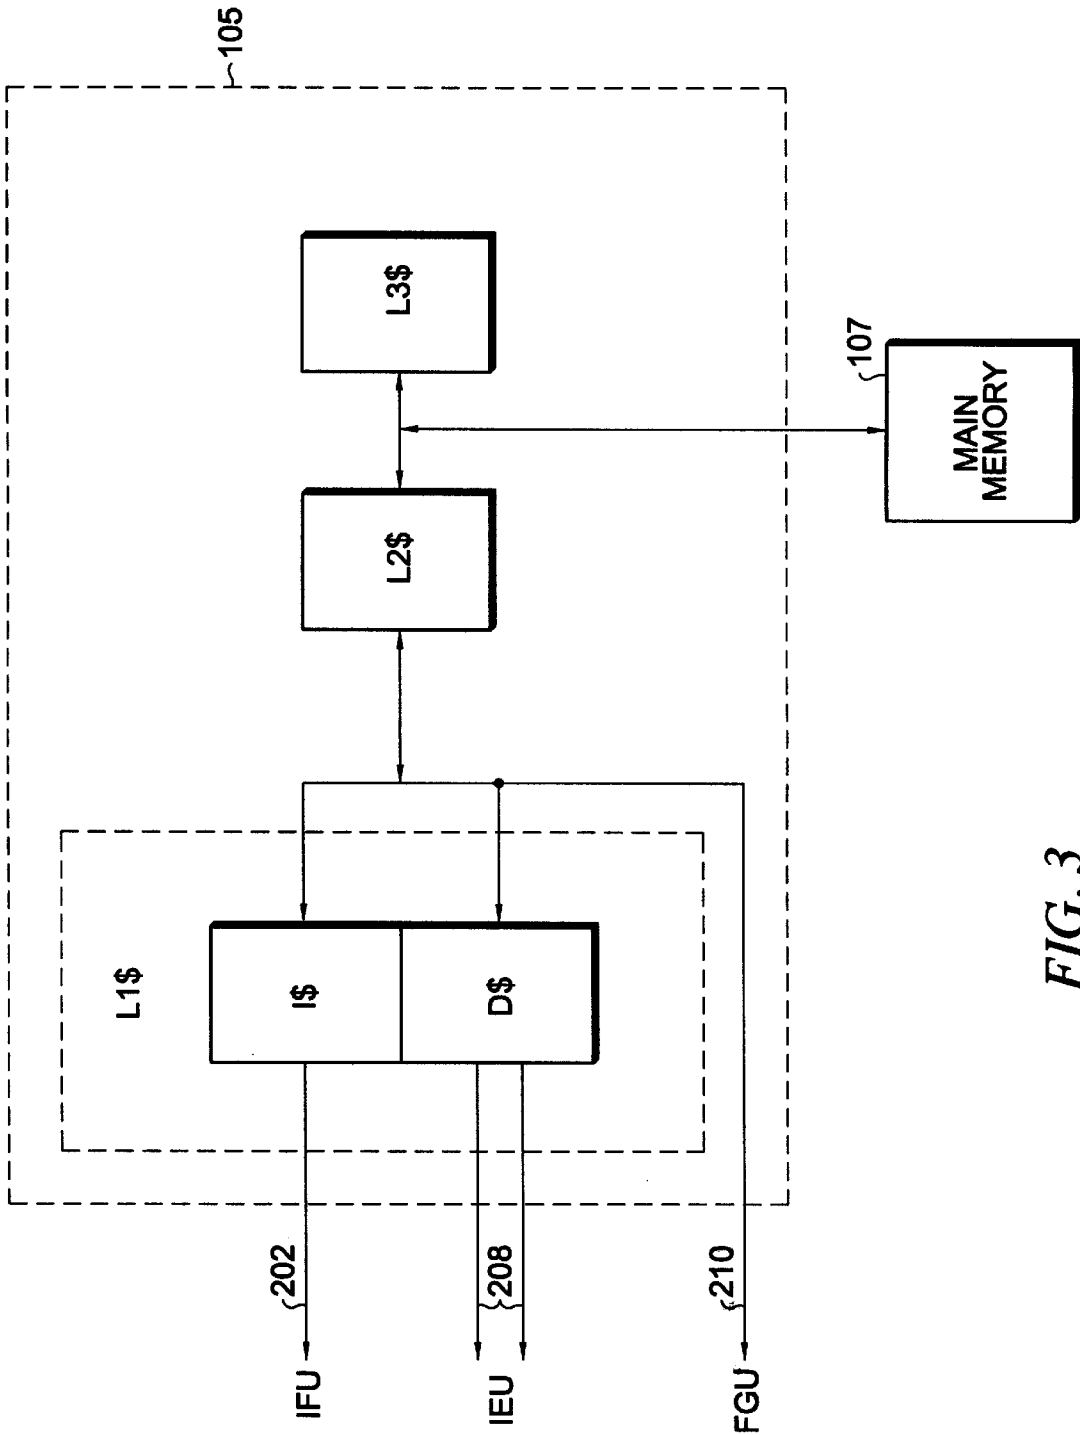 105
L3$
107
MAIN
MEMORY
L2$
L1$
I$
D$
202
208
210
IFU
IEU
FGU
FIG. 3